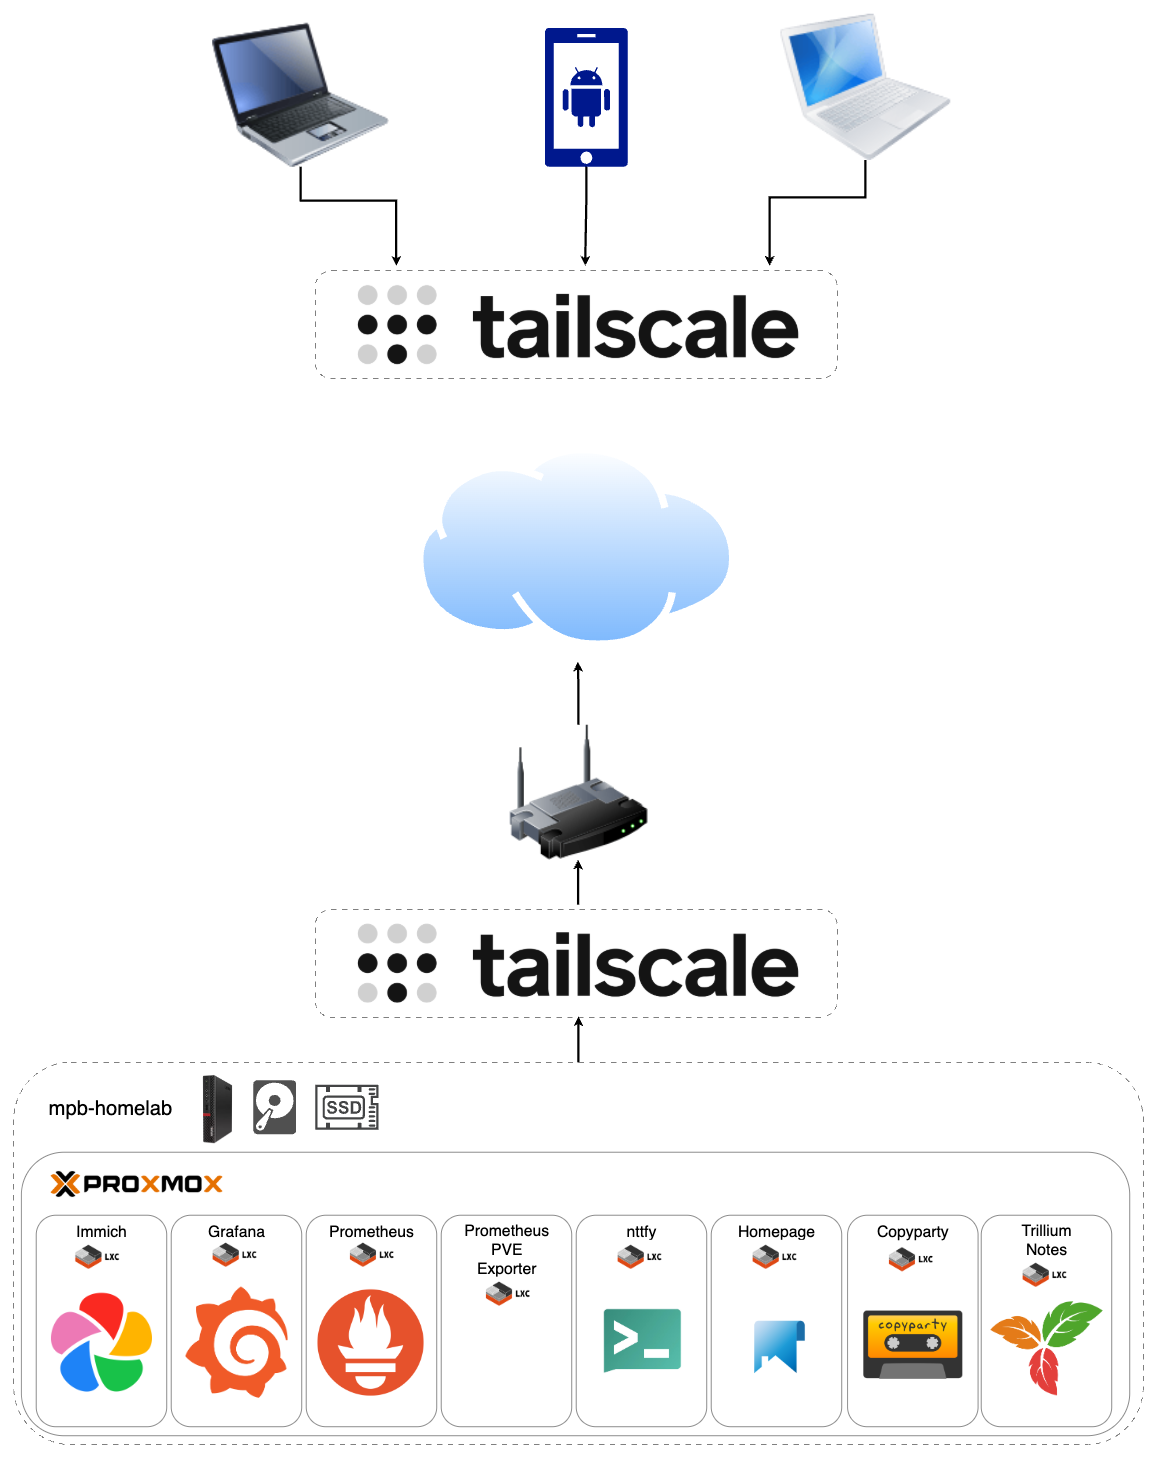 tailscale
tailscale
mpb-homelab
SSD
PROXMOX
Immich
LXC
Grafana
LXC
Prometheus
LXC
Prometheus
PVE
Exporter
LXC
nttfy
LXC
>_
Homepage
LXC
Copyparty
LXC
copyparty
Trillium
Notes
LXC